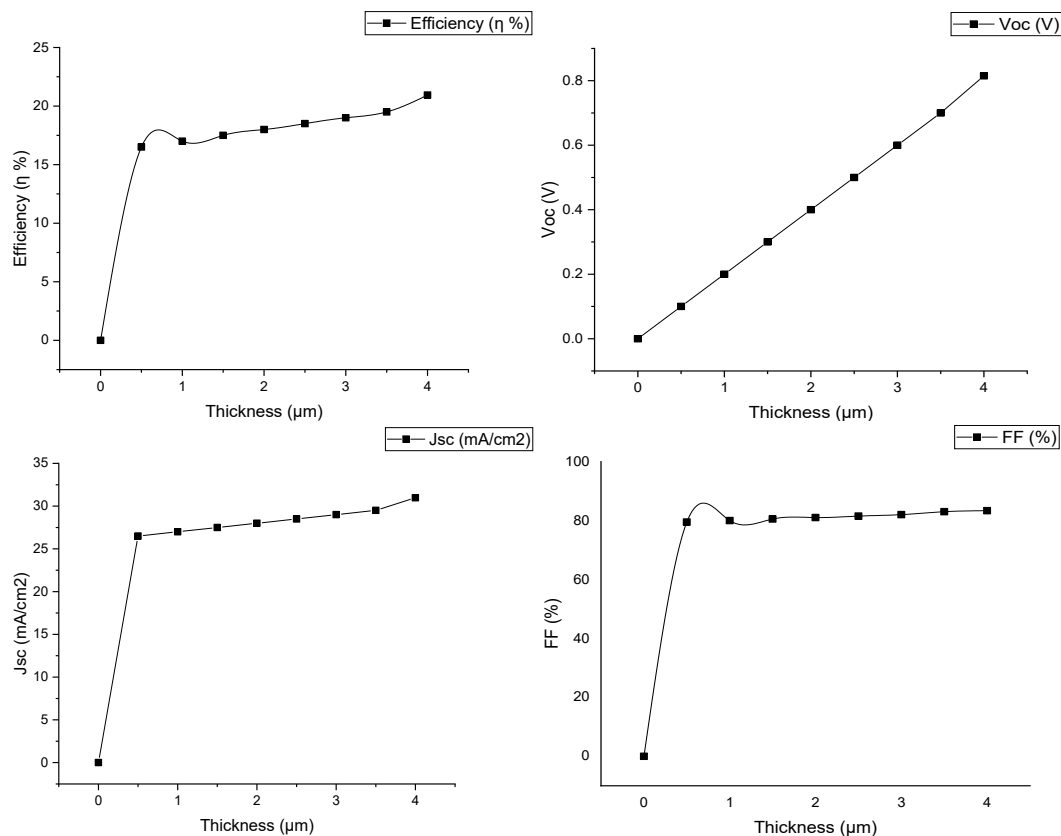 Efficiency (η %)
25
20
15
10
5
0
Efficiency (η %)
0 1 2 3 4
Thickness (µm)
Voc (V)
0.8
0.6
0.4
0.2
0.0
Voc (V)
0 1 2 3 4
Thickness (µm)
Jsc (mA/cm2)
35
30
25
20
15
10
5
0
Jsc (mA/cm2)
0 1 2 3 4
Thickness (µm)
FF (%)
100
80
60
40
20
0
FF (%)
0 1 2 3 4
Thickness (µm)